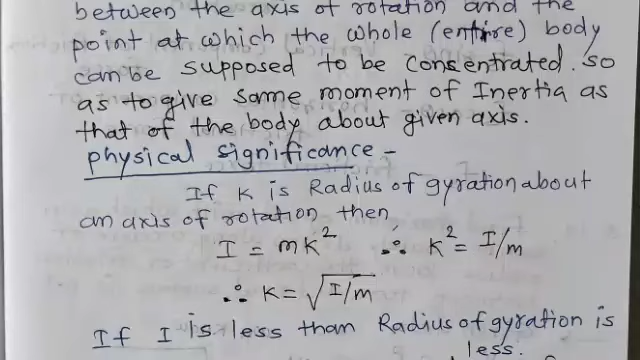 between the axis of rotation and the
point at which the whole (entire) body
can be supposed to be concentrated. so
as to give same moment of Inertia as
that of the body about given axis.
physical significance -
If K is Radius of gyration about
an axis of rotation then
I = mK² ∴ K² = I/m
∴ K = √I/m
If I is less than Radius of gyration is
less.